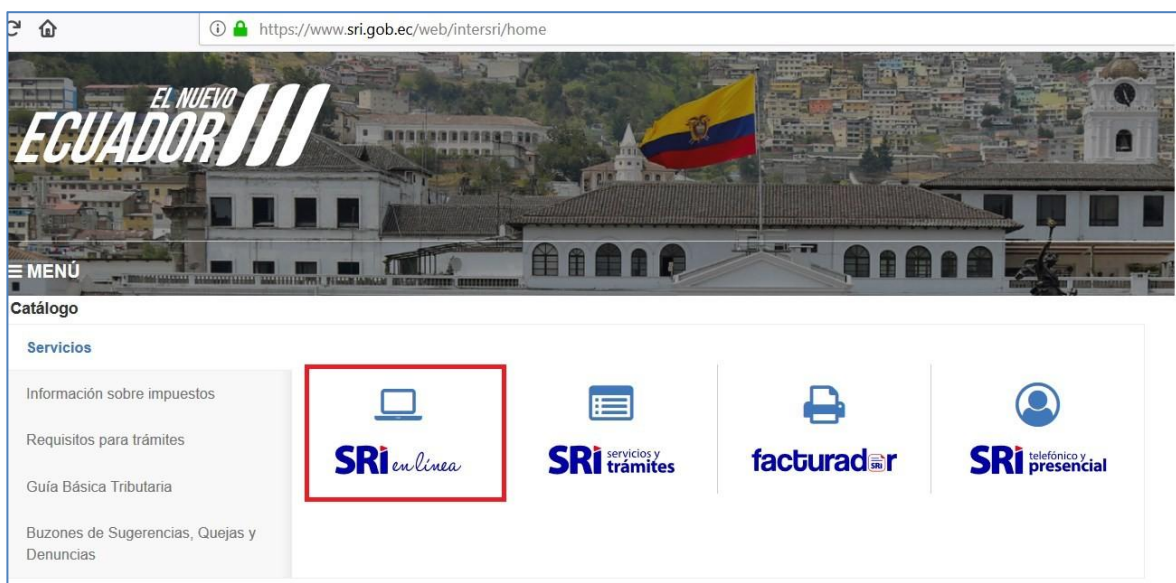 https://www.sri.gob.ec/web/intersri/home
EL NUEVO
ECUADOR
MENÚ
Catálogo
Servicios
Información sobre impuestos
Requisitos para trámites
Guía Básica Tributaria
Buzones de Sugerencias, Quejas y
Denuncias
SRi en línea
SRi servicios y
trámites
facturador SRi
SRi telefónico y
presencial